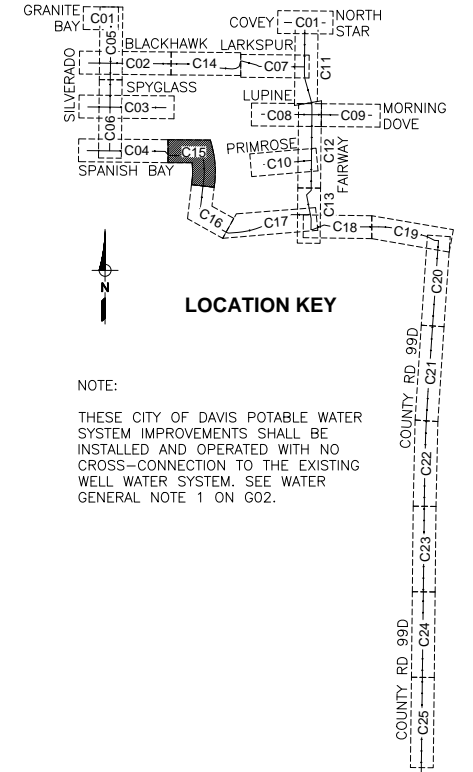 GRANITE BAY
C01
COVEY
C01
NORTH STAR
C05
BLACKHAWK
LARKSPUR
C02
C14
C07
C11
SILVERADO
SPYGLASS
C03
LUPINE
C08
C09
MORNING DOVE
C06
C04
C15
PRIMROSE
C10
C12
FAIRWAY
SPANISH BAY
C16
C17
C13
C18
C19
N
LOCATION KEY
C20
NOTE:
COUNTY RD 99D
C21
THESE CITY OF DAVIS POTABLE WATER
SYSTEM IMPROVEMENTS SHALL BE
INSTALLED AND OPERATED WITH NO
CROSS-CONNECTION TO THE EXISTING
WELL WATER SYSTEM. SEE WATER
GENERAL NOTE 1 ON G02.
C22
C23
COUNTY RD 99D
C24
C25